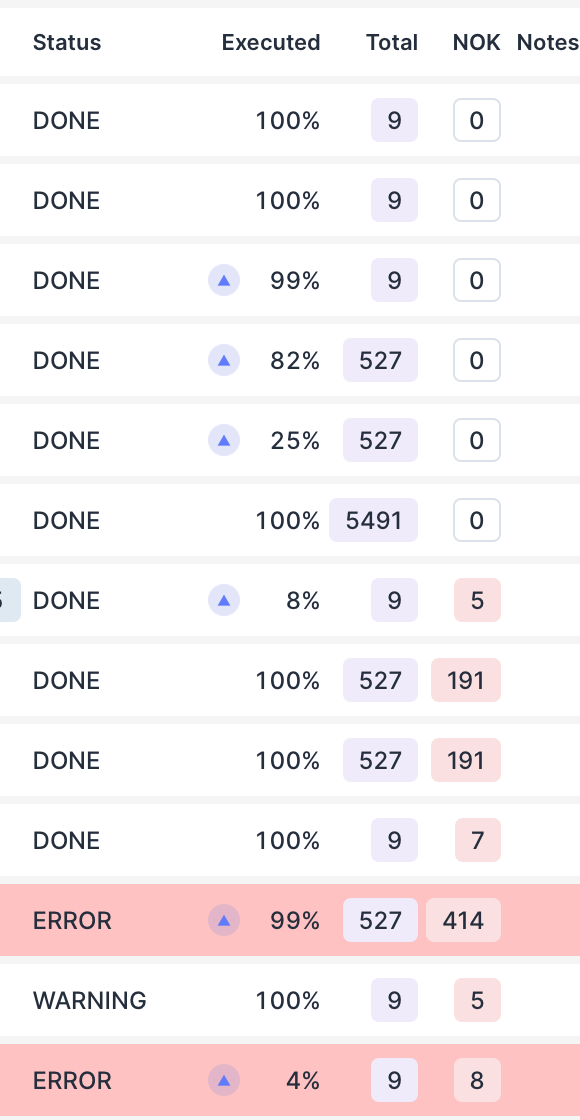 Status Executed Total NOK Notes
DONE 100% 9 0
DONE 100% 9 0
DONE 99% 9 0
DONE 82% 527 0
DONE 25% 527 0
DONE 100% 5491 0
DONE 8% 9 5
DONE 100% 527 191
DONE 100% 527 191
DONE 100% 9 7
ERROR 99% 527 414
WARNING 100% 9 5
ERROR 4% 9 8